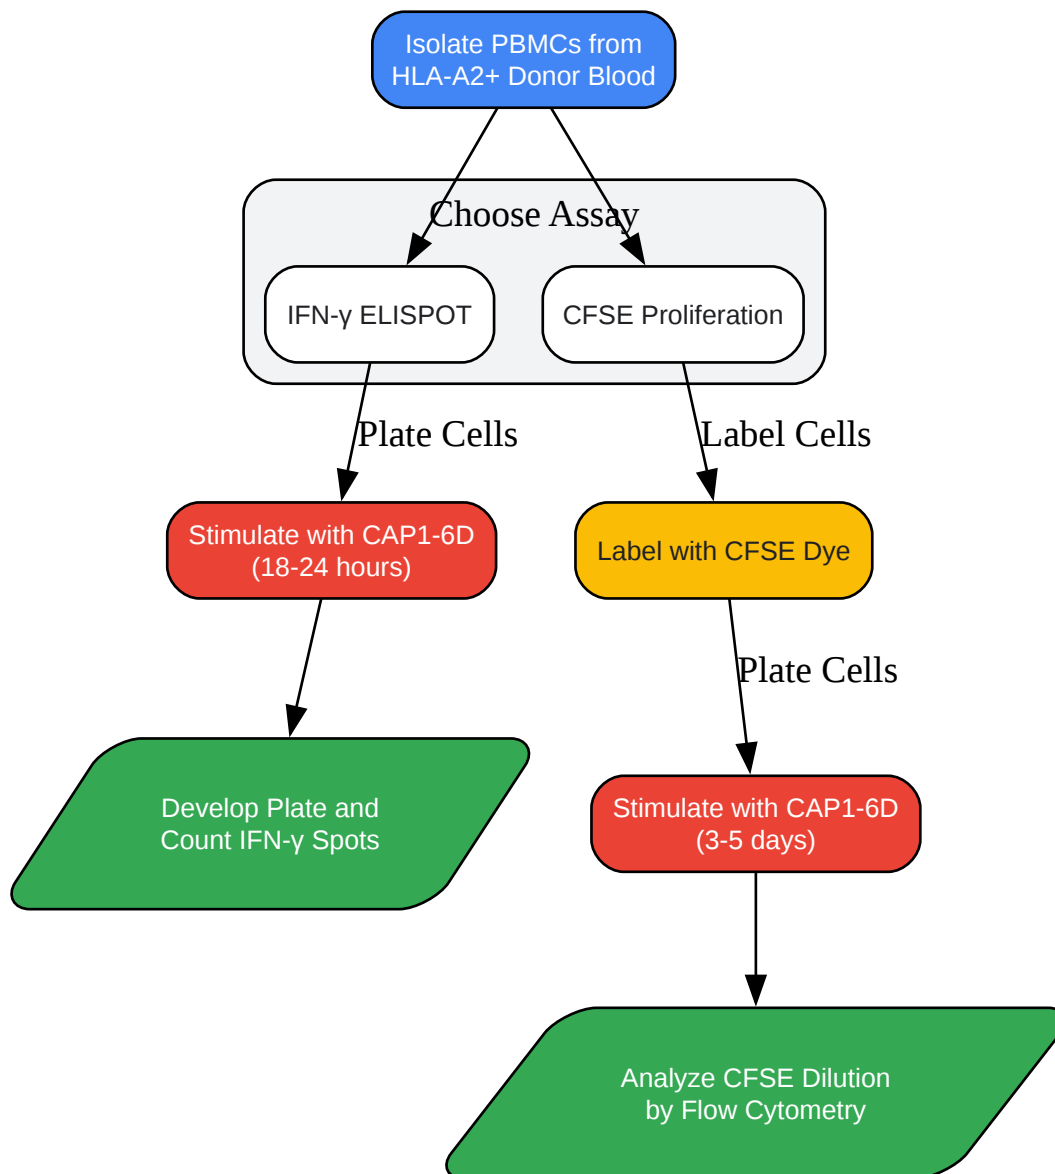 Isolate PBMCs from
HLA-A2+ Donor Blood
Choose Assay
IFN-γ ELISPOT
CFSE Proliferation
Plate Cells
Label Cells
Stimulate with CAP1-6D
(18-24 hours)
Label with CFSE Dye
Plate Cells
Develop Plate and
Count IFN-γ Spots
Stimulate with CAP1-6D
(3-5 days)
Analyze CFSE Dilution
by Flow Cytometry